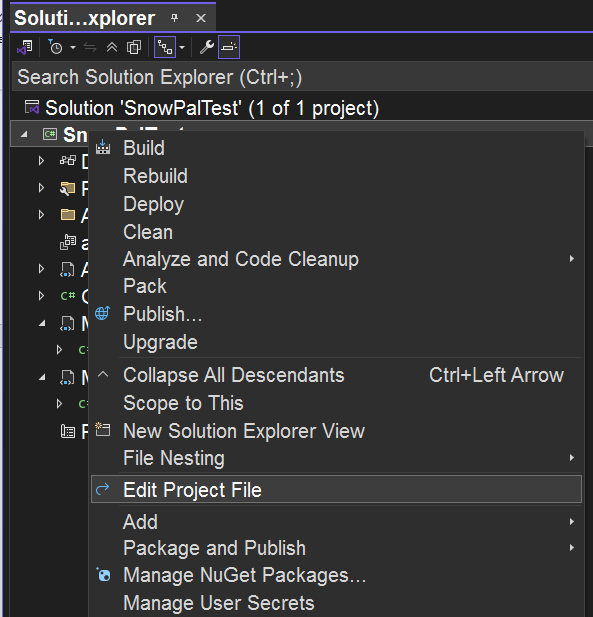 Soluti...xplorer
Search Solution Explorer (Ctrl+;)
Solution 'SnowPalTest' (1 of 1 project)
Build
Rebuild
Deploy
Clean
Analyze and Code Cleanup
Pack
Publish...
Upgrade
Collapse All Descendants Ctrl+Left Arrow
Scope to This
New Solution Explorer View
File Nesting
Edit Project File
Add
Package and Publish
Manage NuGet Packages...
Manage User Secrets